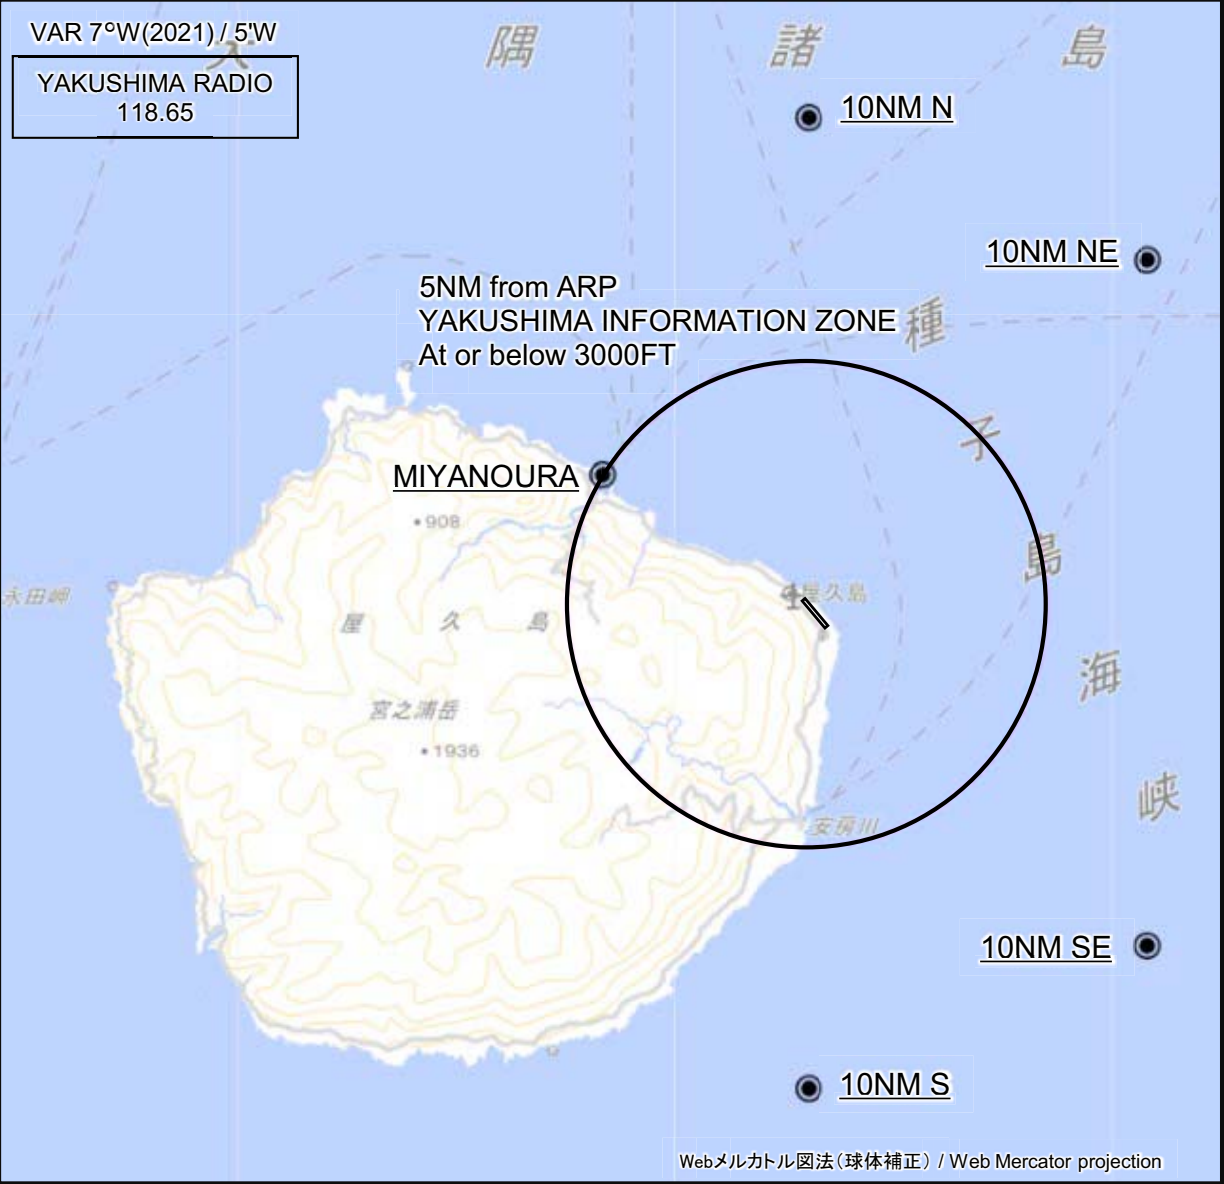 VAR 7°W(2021) / 5'W
大 隅 諸 島
YAKUSHIMA RADIO
118.65
10NM N
10NM NE
5NM from ARP
YAKUSHIMA INFORMATION ZONE
At or below 3000FT
種 子 島 海 峡
MIYANOURA
908
永田岬
屋久島
屋 久 島
宮之浦岳
1936
安房川
10NM SE
10NM S
Webメルカトル図法（球体補正） / Web Mercator projection